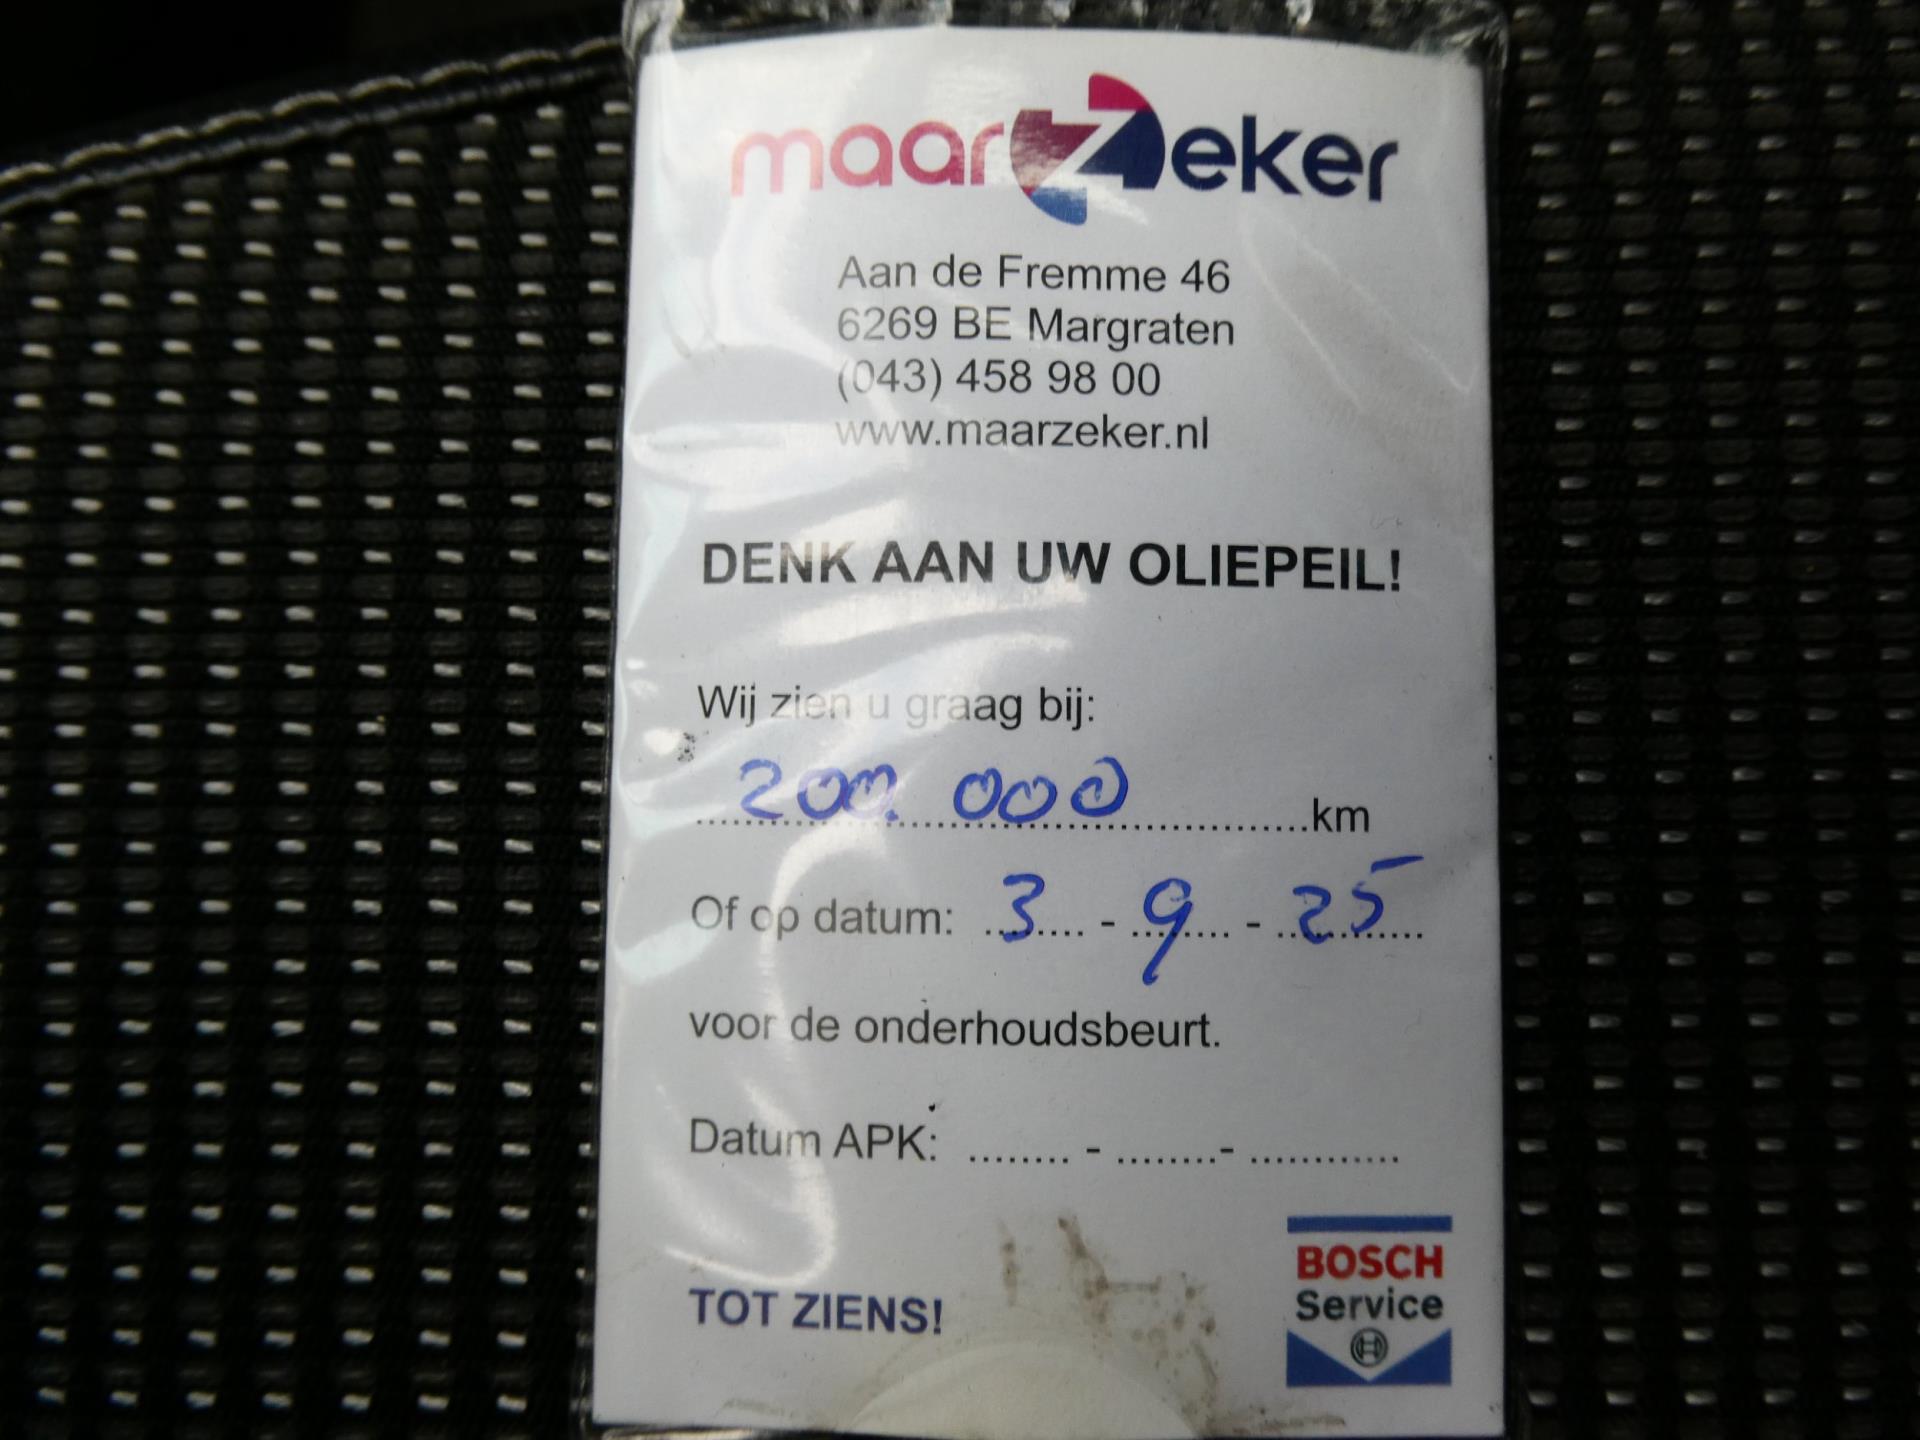 maarZeker
Aan de Fremme 46
6269 BE Margraten
(043) 458 98 00
www.maarzeker.nl
DENK AAN UW OLIEPEIL!
Wij zien u graag bij:
200.000 km
Of op datum: 3 - 9 - 25
voor de onderhoudsbeurt.
Datum APK: ........ - ........- ............
TOT ZIENS!
BOSCH
Service